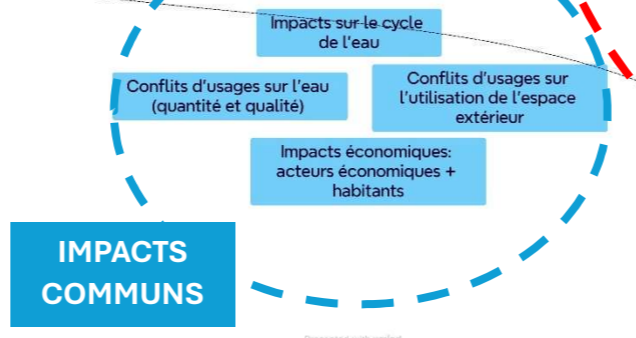 Impacts sur le cycle
de l'eau
Conflits d'usages sur l'eau
(quantité et qualité)
Conflits d'usages sur
l'utilisation de l'espace
extérieur
Impacts économiques:
acteurs économiques +
habitants
IMPACTS
COMMUNS